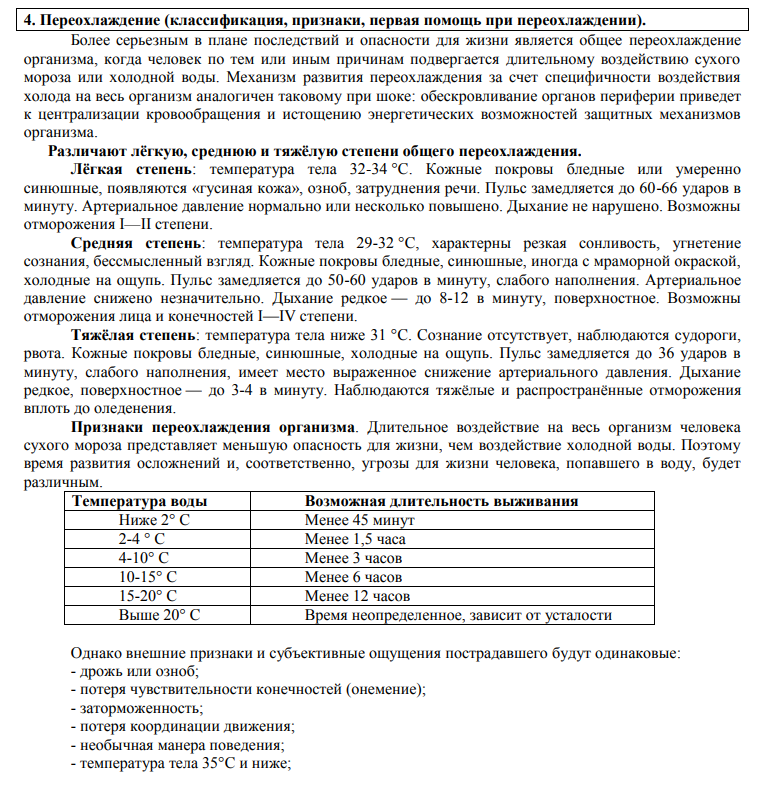 4. Переохлаждение (классификация, признаки, первая помощь при переохлаждении).
Более серьезным в плане последствий и опасности для жизни является общее переохлаждение
организма, когда человек по тем или иным причинам подвергается длительному воздействию сухого
мороза или холодной воды. Механизм развития переохлаждения за счет специфичности воздействия
холода на весь организм аналогичен таковому при шоке: обескровливание органов периферии приведет
к централизации кровообращения и истощению энергетических возможностей защитных механизмов
организма.
Различают лёгкую, среднюю и тяжёлую степени общего переохлаждения.
Лёгкая степень: температура тела 32-34 °С. Кожные покровы бледные или умеренно
синюшные, появляются «гусиная кожа», озноб, затруднения речи. Пульс замедляется до 60-66 ударов в
минуту. Артериальное давление нормально или несколько повышено. Дыхание не нарушено. Возможны
отморожения I—II степени.
Средняя степень: температура тела 29-32 °С, характерны резкая сонливость, угнетение
сознания, бессмысленный взгляд. Кожные покровы бледные, синюшные, иногда с мраморной окраской,
холодные на ощупь. Пульс замедляется до 50-60 ударов в минуту, слабого наполнения. Артериальное
давление снижено незначительно. Дыхание редкое — до 8-12 в минуту, поверхностное. Возможны
отморожения лица и конечностей I—IV степени.
Тяжёлая степень: температура тела ниже 31 °С. Сознание отсутствует, наблюдаются судороги,
рвота. Кожные покровы бледные, синюшные, холодные на ощупь. Пульс замедляется до 36 ударов в
минуту, слабого наполнения, имеет место выраженное снижение артериального давления. Дыхание
редкое, поверхностное — до 3-4 в минуту. Наблюдаются тяжёлые и распространённые отморожения
вплоть до оледенения.
Признаки переохлаждения организма. Длительное воздействие на весь организм человека
сухого мороза представляет меньшую опасность для жизни, чем воздействие холодной воды. Поэтому
время развития осложнений и, соответственно, угрозы для жизни человека, попавшего в воду, будет
различным.
Температура воды Возможная длительность выживания
Ниже 2° С Менее 45 минут
2-4 ° С Менее 1,5 часа
4-10° С Менее 3 часов
10-15° С Менее 6 часов
15-20° С Менее 12 часов
Выше 20° С Время неопределенное, зависит от усталости
Однако внешние признаки и субъективные ощущения пострадавшего будут одинаковые:
- дрожь или озноб;
- потеря чувствительности конечностей (онемение);
- заторможенность;
- потеря координации движения;
- необычная манера поведения;
- температура тела 35°С и ниже;